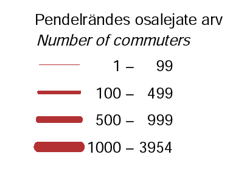 Pendelrändes osalejate arv
Number of commuters
1 – 99
100 – 499
500 – 999
1000 – 3954